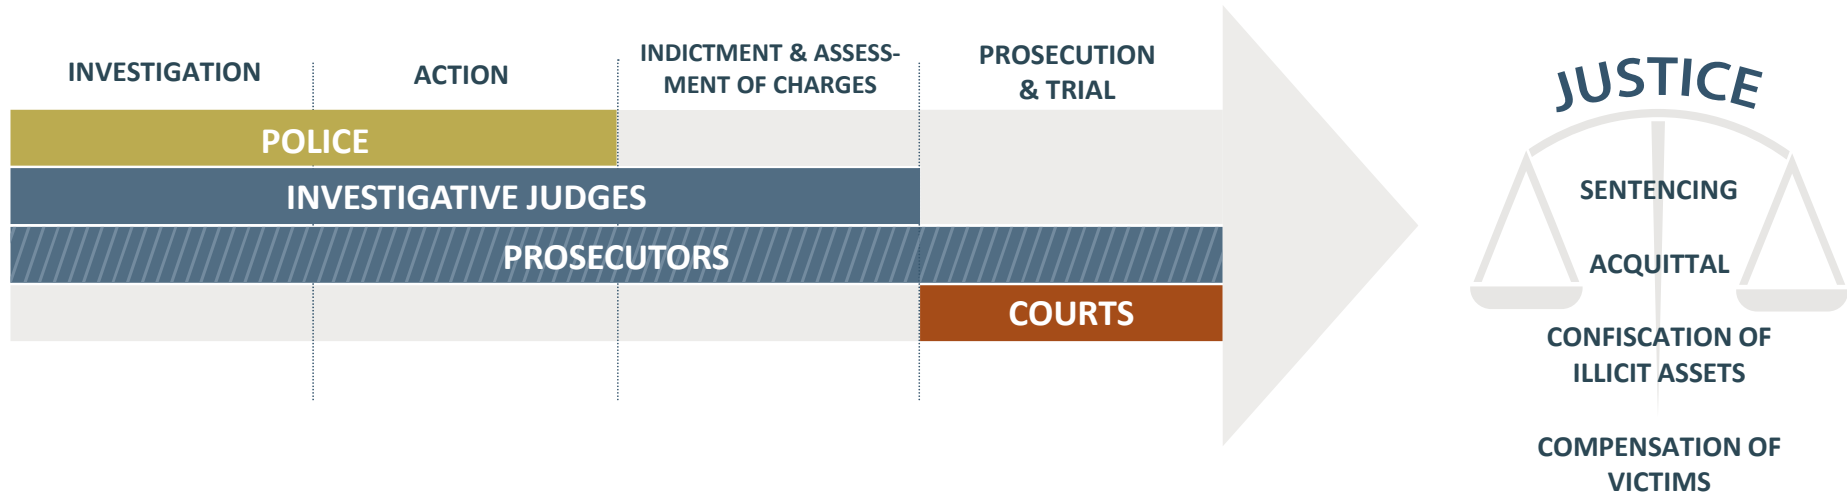 INVESTIGATION
ACTION
INDICTMENT & ASSESS-
MENT OF CHARGES
PROSECUTION
& TRIAL
POLICE
INVESTIGATIVE JUDGES
PROSECUTORS
COURTS
JUSTICE
SENTENCING
ACQUITTAL
CONFISCATION OF
ILLICIT ASSETS
COMPENSATION OF
VICTIMS